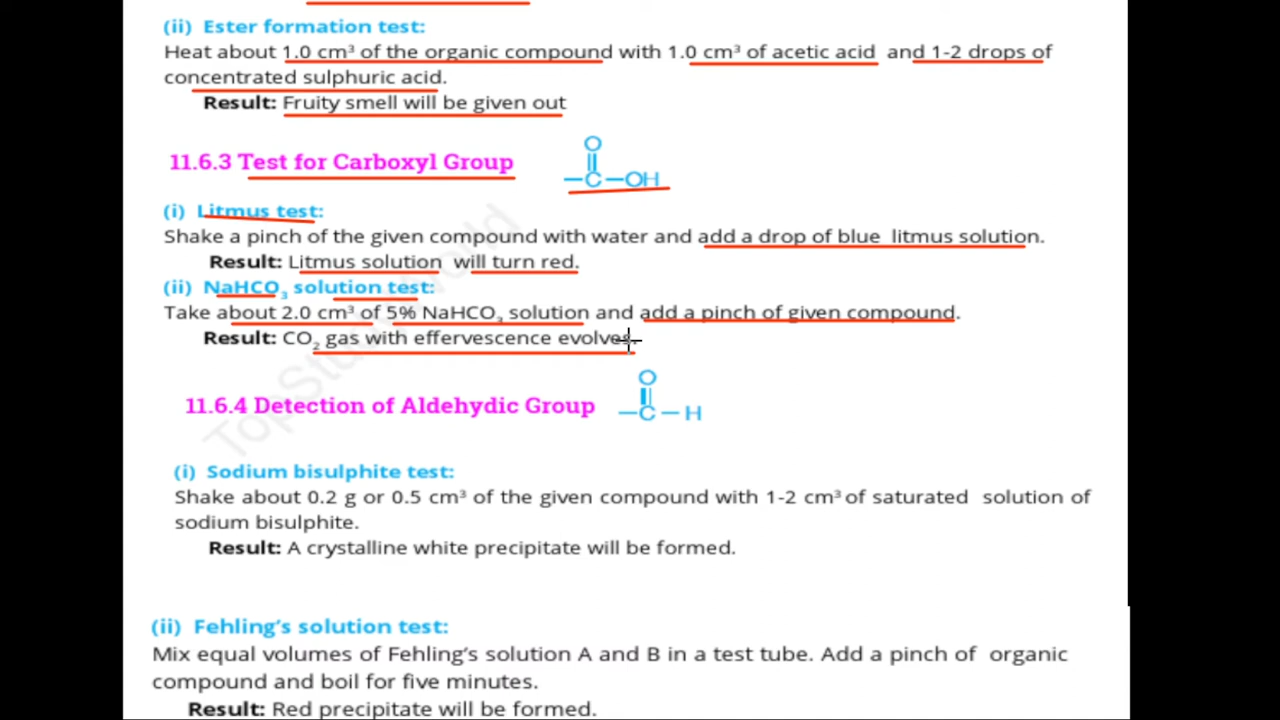 (ii) Ester formation test:
Heat about 1.0 cm³ of the organic compound with 1.0 cm³ of acetic acid and 1-2 drops of
concentrated sulphuric acid.
Result: Fruity smell will be given out
11.6.3 Test for Carboxyl Group
O
–C–OH
(i) Litmus test:
Shake a pinch of the given compound with water and add a drop of blue litmus solution.
Result: Litmus solution will turn red.
(ii) NaHCO₃ solution test:
Take about 2.0 cm³ of 5% NaHCO₃ solution and add a pinch of given compound.
Result: CO₂ gas with effervescence evolves.
11.6.4 Detection of Aldehydic Group
O
–C–H
(i) Sodium bisulphite test:
Shake about 0.2 g or 0.5 cm³ of the given compound with 1-2 cm³ of saturated solution of
sodium bisulphite.
Result: A crystalline white precipitate will be formed.
(ii) Fehling's solution test:
Mix equal volumes of Fehling's solution A and B in a test tube. Add a pinch of organic
compound and boil for five minutes.
Result: Red precipitate will be formed.
TopStudyWorld